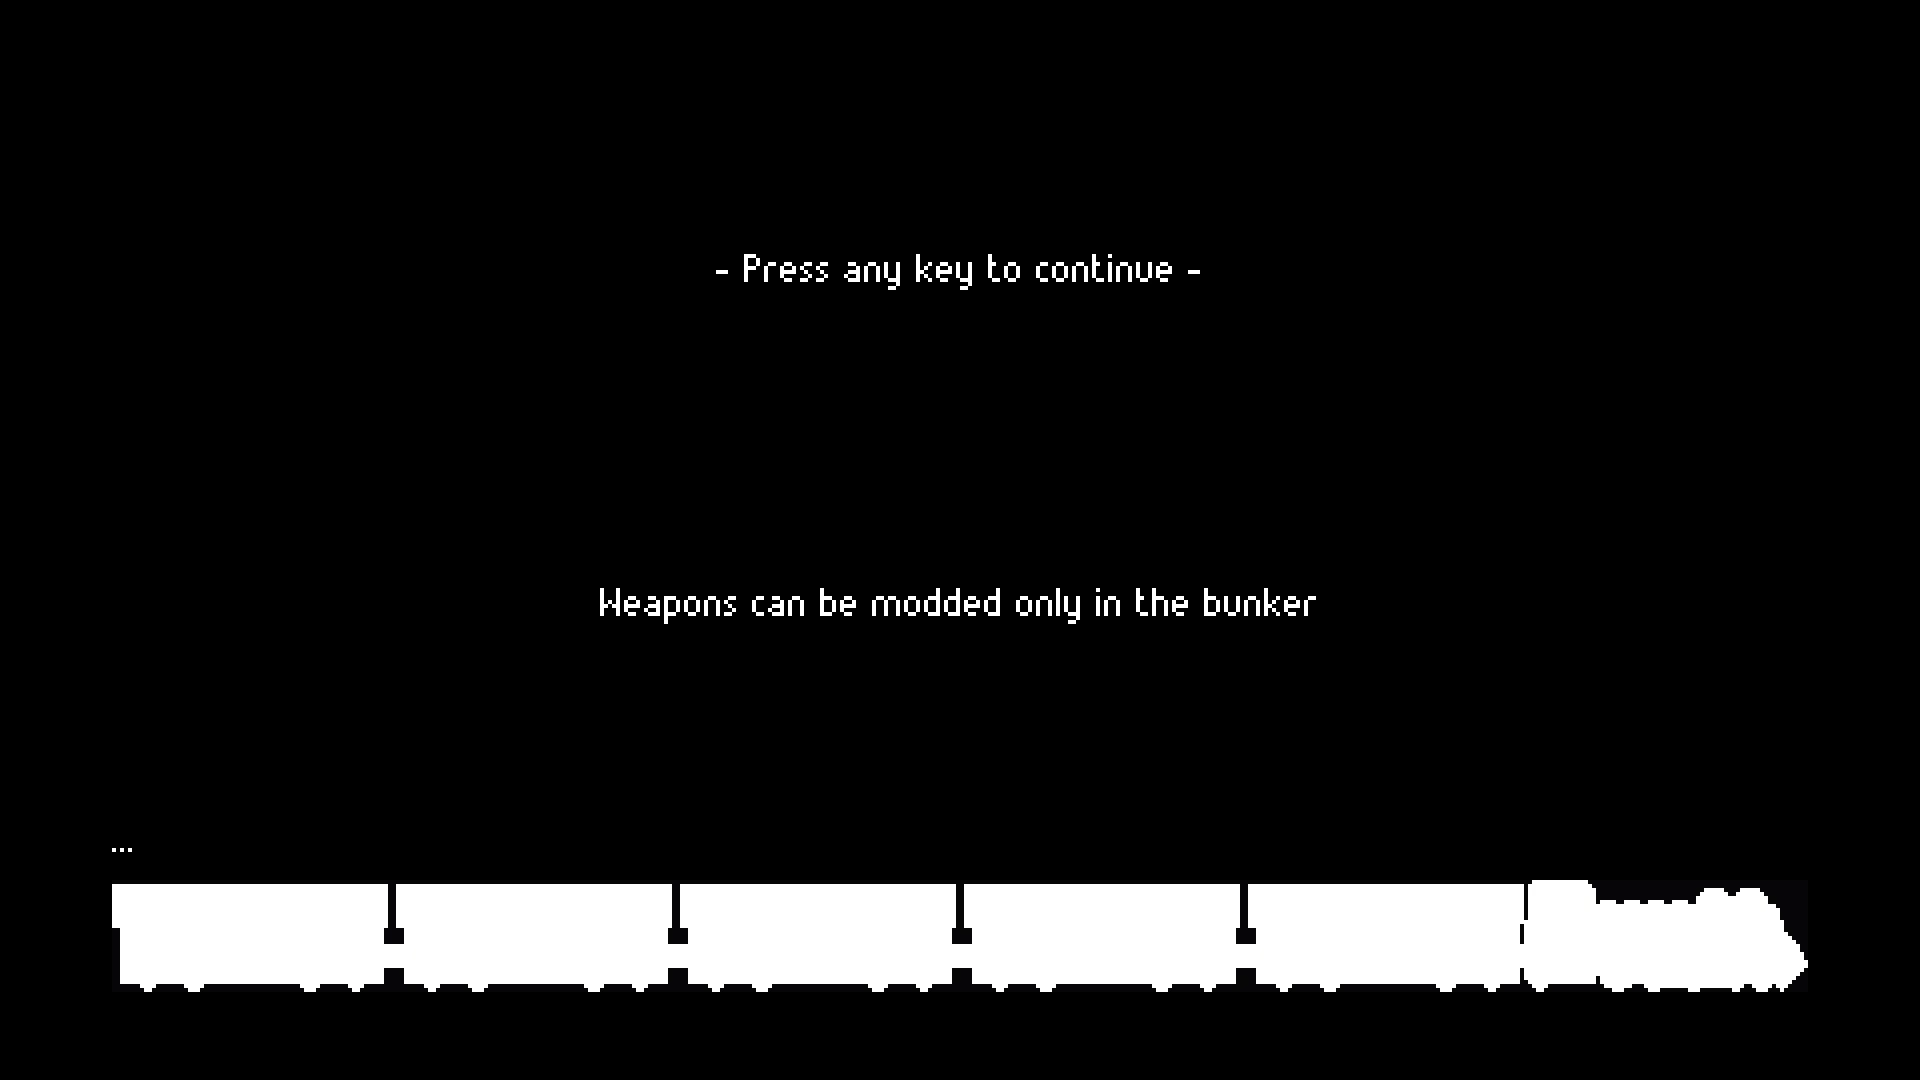 - Press any key to continue -
Weapons can be modded only in the bunker
...